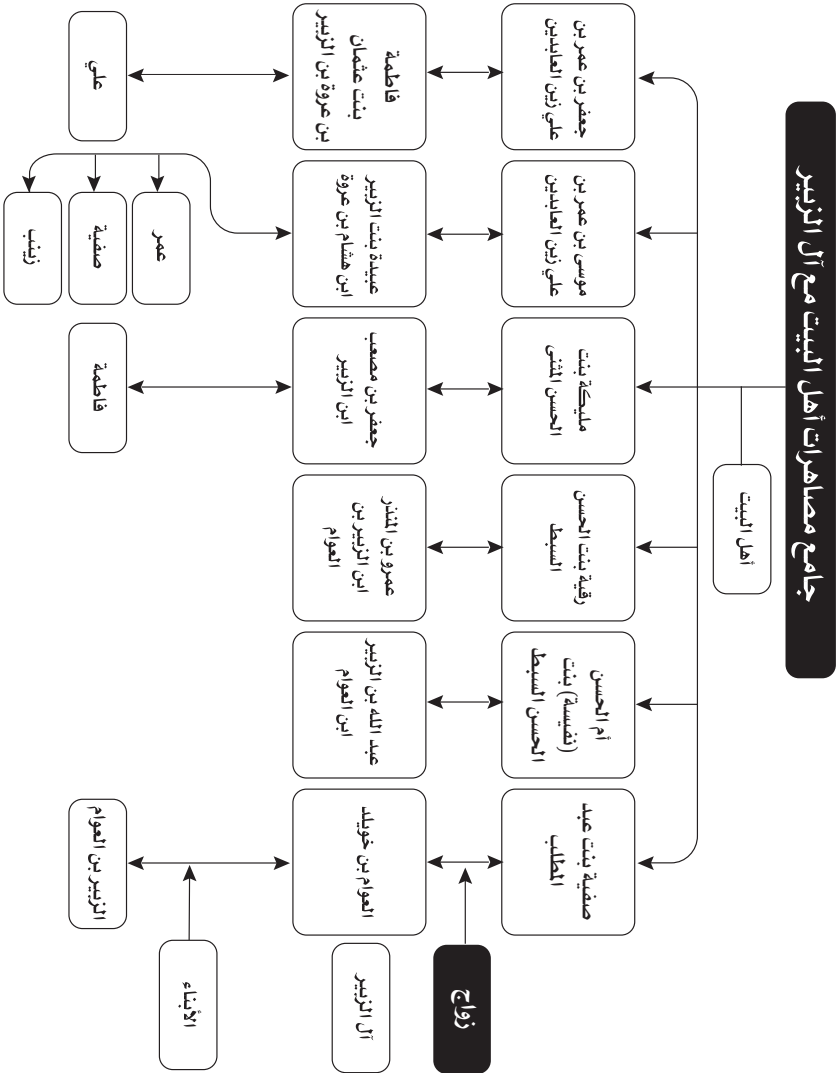 جامع مصاهرات أهل البيت مع آل الزبير
أهل البيت
صفية بنت عبد
المطلب
أم الحسن
(نفيسة) بنت
الحسن السبط
رقية بنت الحسن
السبط
مليكة بنت
الحسن المثنى
موسى بن عمر بن
علي زين العابدين
جعفر بن عمر بن
علي زين العابدين
زواج
آل الزبير
العوام بن خويلد
عبد الله بن الزبير
ابن العوام
عمرو بن المنذر
ابن الزبير بن
العوام
جعفر بن مصعب
ابن الزبير
عبيدة بنت الزبير
ابن هشام بن عروة
فاطمة
بنت عثمان
بن عروة بن الزبير
الأبناء
الزبير بن العوام
فاطمة
عمر
صفية
زينب
علي